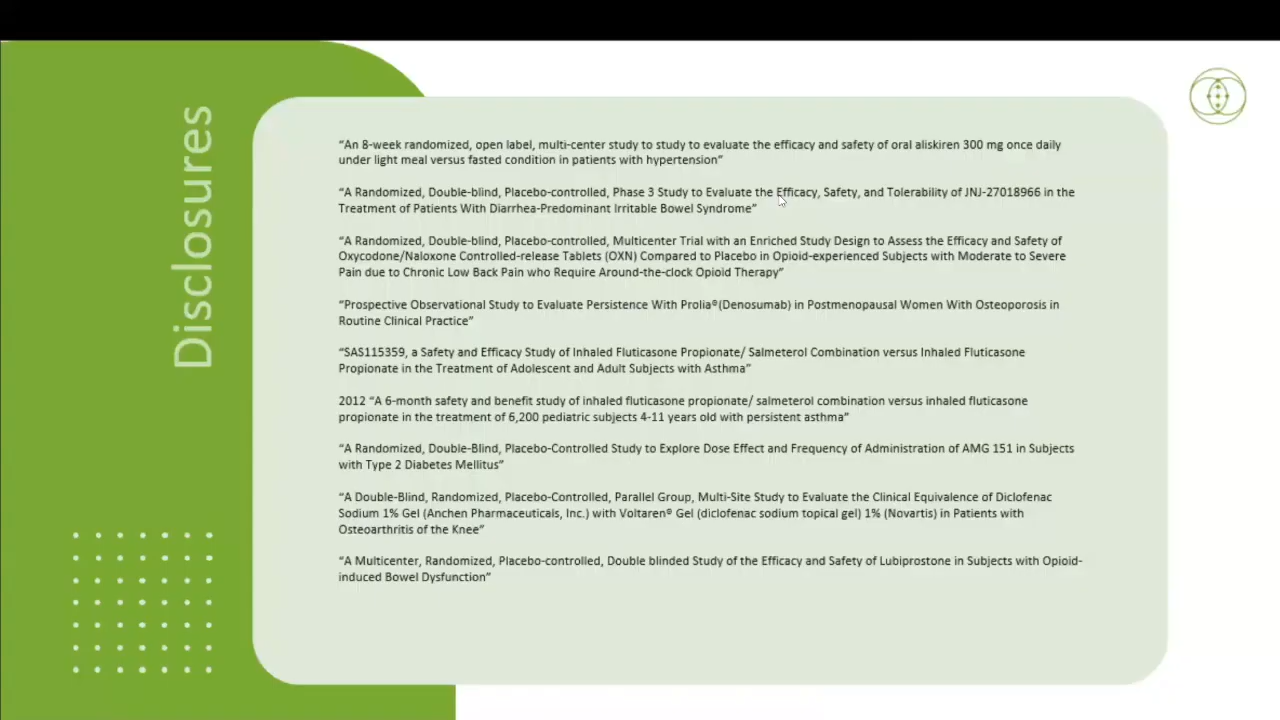 Disclosures
“An 8-week randomized, open label, multi-center study to study to evaluate the efficacy and safety of oral aliskiren 300 mg once daily
under light meal versus fasted condition in patients with hypertension”
“A Randomized, Double-blind, Placebo-controlled, Phase 3 Study to Evaluate the Efficacy, Safety, and Tolerability of JNJ-27018966 in the
Treatment of Patients With Diarrhea-Predominant Irritable Bowel Syndrome”
“A Randomized, Double-blind, Placebo-controlled, Multicenter Trial with an Enriched Study Design to Assess the Efficacy and Safety of
Oxycodone/Naloxone Controlled-release Tablets (OXN) Compared to Placebo in Opioid-experienced Subjects with Moderate to Severe
Pain due to Chronic Low Back Pain who Require Around-the-clock Opioid Therapy”
“Prospective Observational Study to Evaluate Persistence With Prolia®(Denosumab) in Postmenopausal Women With Osteoporosis in
Routine Clinical Practice”
“SAS115359, a Safety and Efficacy Study of Inhaled Fluticasone Propionate/ Salmeterol Combination versus Inhaled Fluticasone
Propionate in the Treatment of Adolescent and Adult Subjects with Asthma”
2012 “A 6-month safety and benefit study of inhaled fluticasone propionate/ salmeterol combination versus inhaled fluticasone
propionate in the treatment of 6,200 pediatric subjects 4-11 years old with persistent asthma”
“A Randomized, Double-Blind, Placebo-Controlled Study to Explore Dose Effect and Frequency of Administration of AMG 151 in Subjects
with Type 2 Diabetes Mellitus”
“A Double-Blind, Randomized, Placebo-Controlled, Parallel Group, Multi-Site Study to Evaluate the Clinical Equivalence of Diclofenac
Sodium 1% Gel (Anchen Pharmaceuticals, Inc.) with Voltaren® Gel (diclofenac sodium topical gel) 1% (Novartis) in Patients with
Osteoarthritis of the Knee”
“A Multicenter, Randomized, Placebo-controlled, Double blinded Study of the Efficacy and Safety of Lubiprostone in Subjects with Opioid-
induced Bowel Dysfunction”